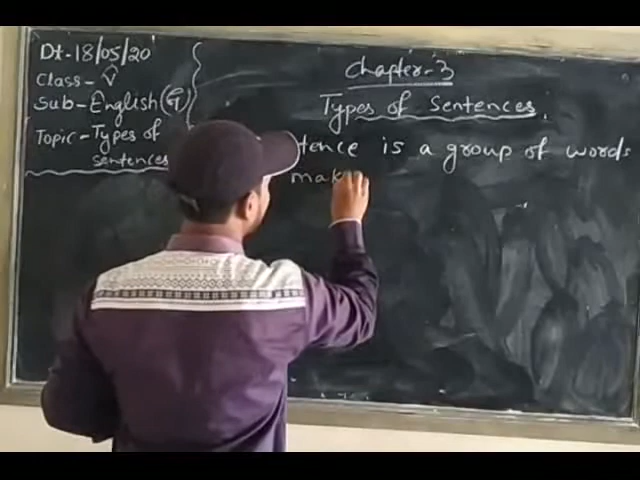 Dt-18/05/20
Class-V
Sub-English
Topic-Types of
sentences
Chapter-3
Types of Sentences
tence is a group of words
mak